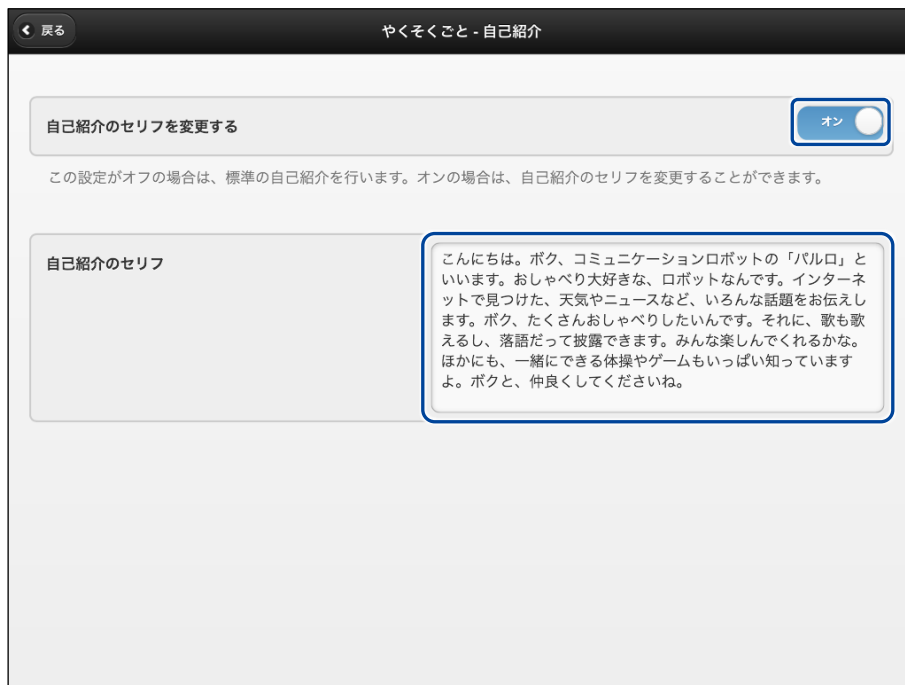 戻る
やくそくごと - 自己紹介
自己紹介のセリフを変更する
オン
この設定がオフの場合は、標準の自己紹介を行います。オンの場合は、自己紹介のセリフを変更することができます。
自己紹介のセリフ
こんにちは。ボク、コミュニケーションロボットの「パルロ」と
いいます。おしゃべり大好きな、ロボットなんです。インターネ
ットで見つけた、天気やニュースなど、いろんな話題をお伝えし
ます。ボク、たくさんおしゃべりしたいんです。それに、歌も歌
えるし、落語だって披露できます。みんな楽しんでくれるかな。
ほかにも、一緒にできる体操やゲームもいっぱい知っています
よ。ボクと、仲良くしてくださいね。